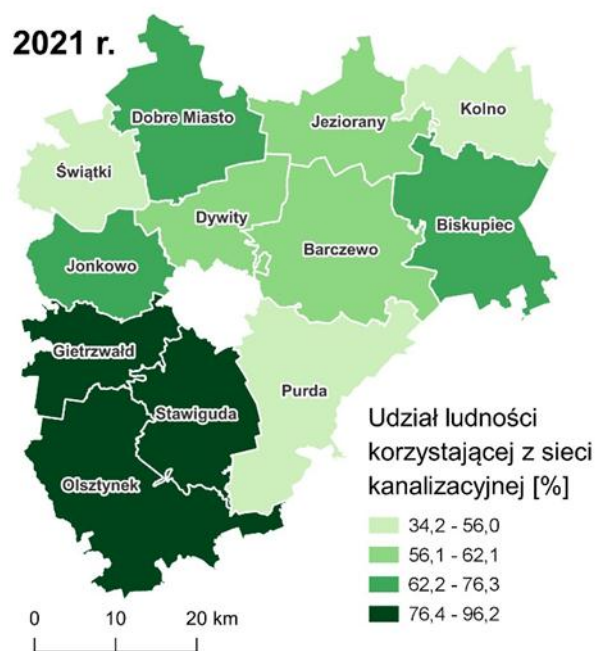 2021 r.
Dobre Miasto
Jeziorany
Kolno
Świątki
Dywity
Barczewo
Biskupiec
Jonkowo
Gietrzwałd
Stawiguda
Purda
Olsztynek
Udział ludności
korzystającej z sieci
kanalizacyjnej [%]
34,2 - 56,0
56,1 - 62,1
62,2 - 76,3
76,4 - 96,2
0 10 20 km